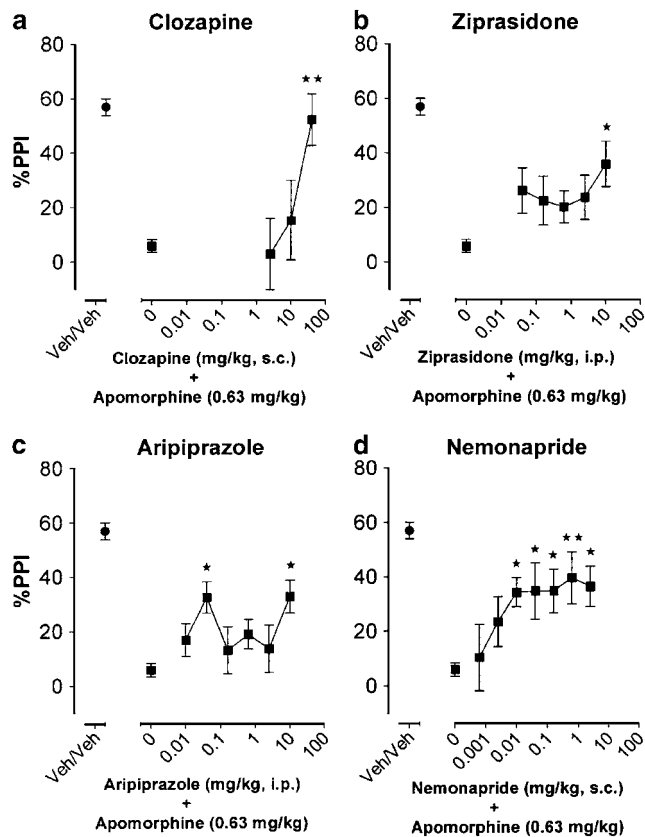 a Clozapine
80
60
40
20
0
%PPI
★★
Veh/Veh 0 0.01 0.1 1 10 100
Clozapine (mg/kg, s.c.)
+
Apomorphine (0.63 mg/kg)
b Ziprasidone
80
60
40
20
0
★
Veh/Veh 0 0.1 1 10 100
Ziprasidone (mg/kg, i.p.)
+
Apomorphine (0.63 mg/kg)
c Aripiprazole
80
60
40
20
0
%PPI
★ ★
Veh/Veh 0 0.01 0.1 1 10 100
Aripiprazole (mg/kg, i.p.)
+
Apomorphine (0.63 mg/kg)
d Nemonapride
80
60
40
20
0
★ ★ ★ ★★ ★
Veh/Veh 0 0.001 0.01 0.1 1 10 100
Nemonapride (mg/kg, s.c.)
+
Apomorphine (0.63 mg/kg)